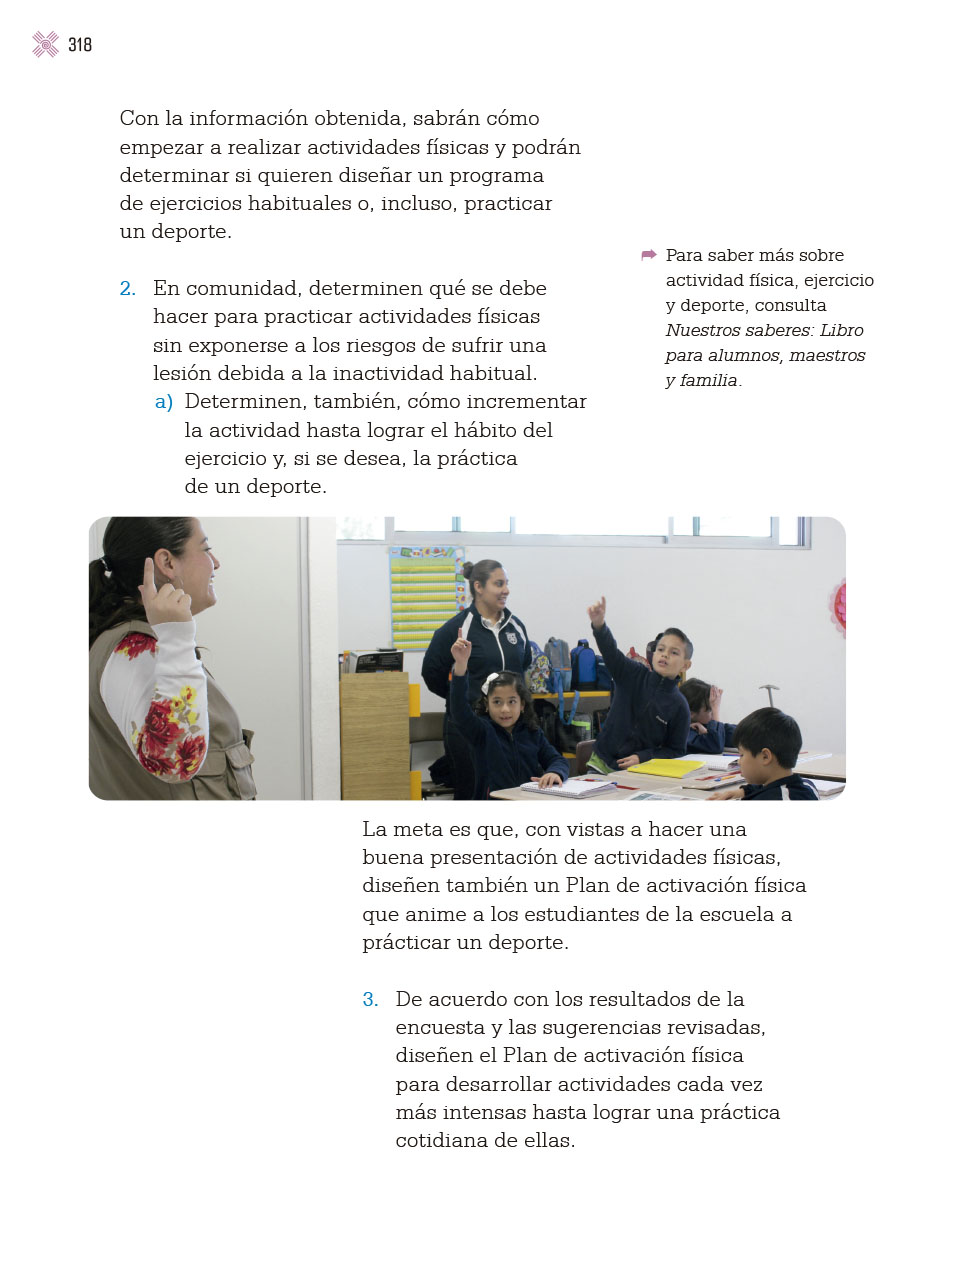 318
Con la información obtenida, sabrán cómo
empezar a realizar actividades físicas y podrán
determinar si quieren diseñar un programa
de ejercicios habituales o, incluso, practicar
un deporte.
2. En comunidad, determinen qué se debe
hacer para practicar actividades físicas
sin exponerse a los riesgos de sufrir una
lesión debida a la inactividad habitual.
a) Determinen, también, cómo incrementar
la actividad hasta lograr el hábito del
ejercicio y, si se desea, la práctica
de un deporte.
➦ Para saber más sobre
actividad física, ejercicio
y deporte, consulta
Nuestros saberes: Libro
para alumnos, maestros
y familia.
La meta es que, con vistas a hacer una
buena presentación de actividades físicas,
diseñen también un Plan de activación física
que anime a los estudiantes de la escuela a
prácticar un deporte.
3. De acuerdo con los resultados de la
encuesta y las sugerencias revisadas,
diseñen el Plan de activación física
para desarrollar actividades cada vez
más intensas hasta lograr una práctica
cotidiana de ellas.